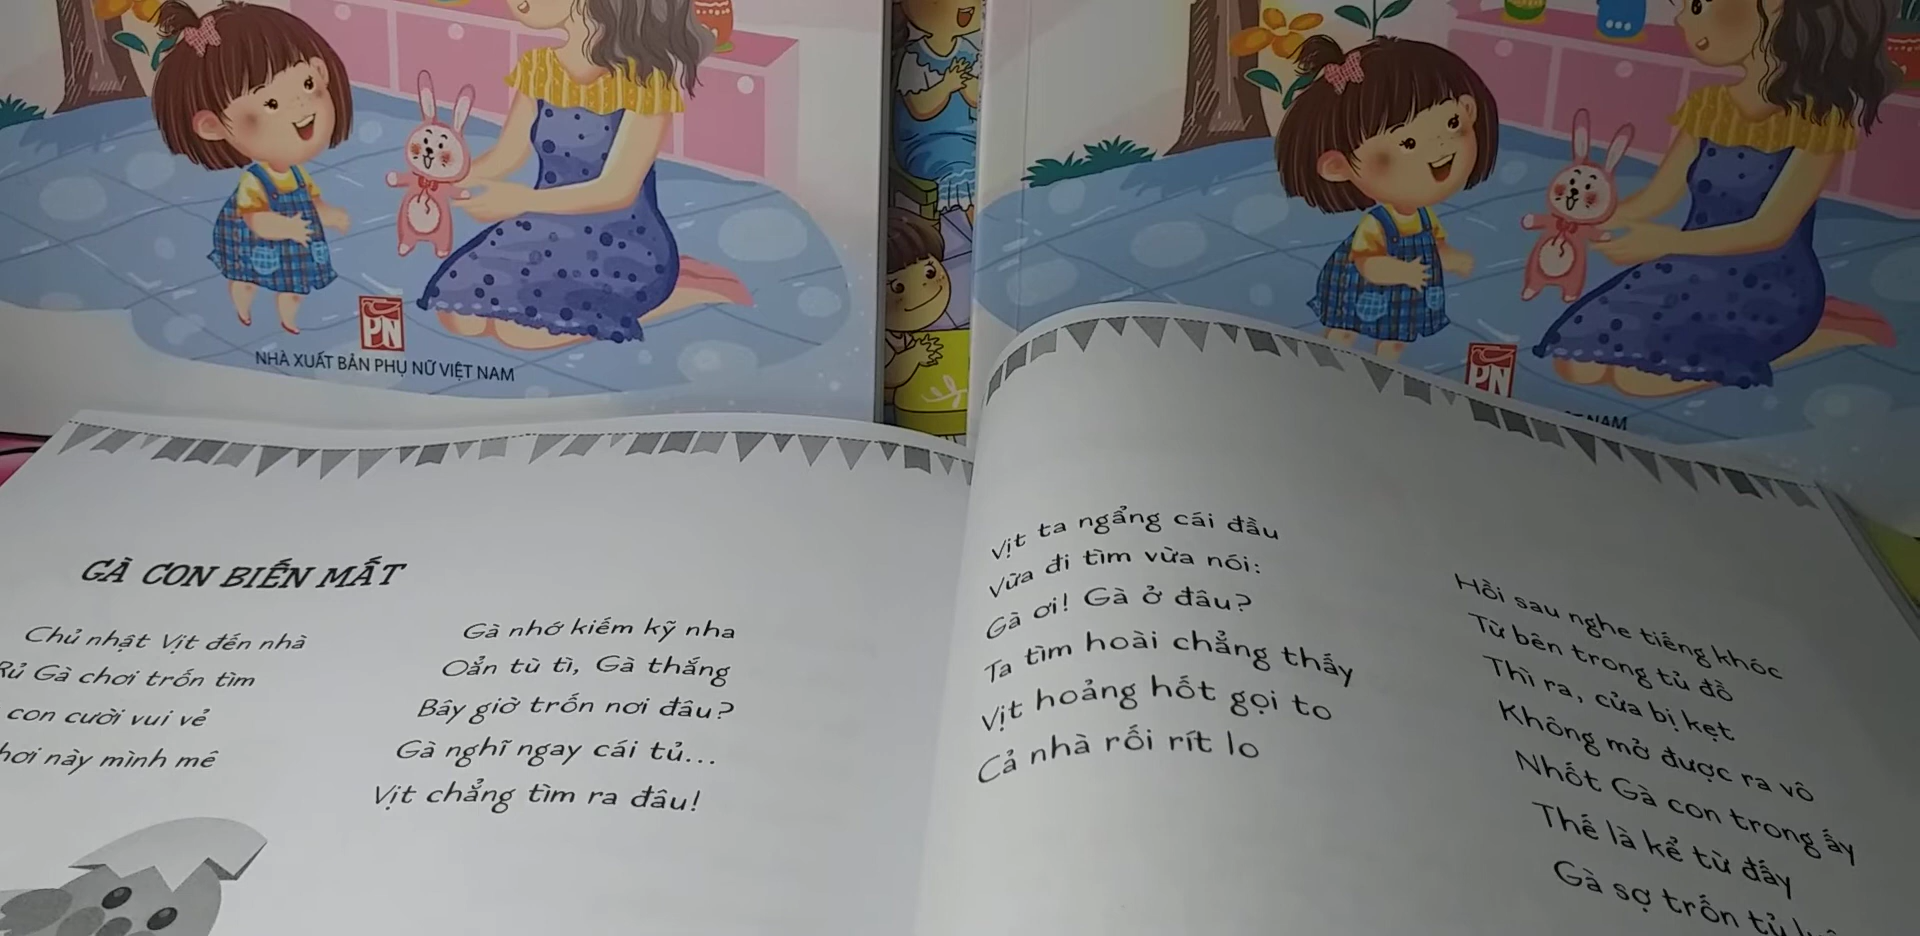 PN
NHÀ XUẤT BẢN PHỤ NỮ VIỆT NAM
PN
NAM
GÀ CON BIẾN MẤT
Chủ nhật Vịt đến nhà
Rủ Gà chơi trốn tìm
con cười vui vẻ
này mình mê
Gà nhớ kiếm kỹ nha
Oẳn tù tì, Gà thắng
Bây giờ trốn nơi đâu?
Gà nghĩ ngay cái tủ...
Vịt chẳng tìm ra đâu!
Vịt ta ngẩng cái đầu
Vừa đi tìm vừa nói:
Gà ơi! Gà ở đâu?
Ta tìm hoài chẳng thấy
Vịt hoảng hốt gọi to
Cả nhà rối rít lo
Hồi sau nghe tiếng khóc
Từ bên trong tủ đồ
Thì ra, cửa bị kẹt
Không mở được ra vô
Nhốt Gà con trong ấy
Thế là kể từ đấy
Gà sợ trốn tủ